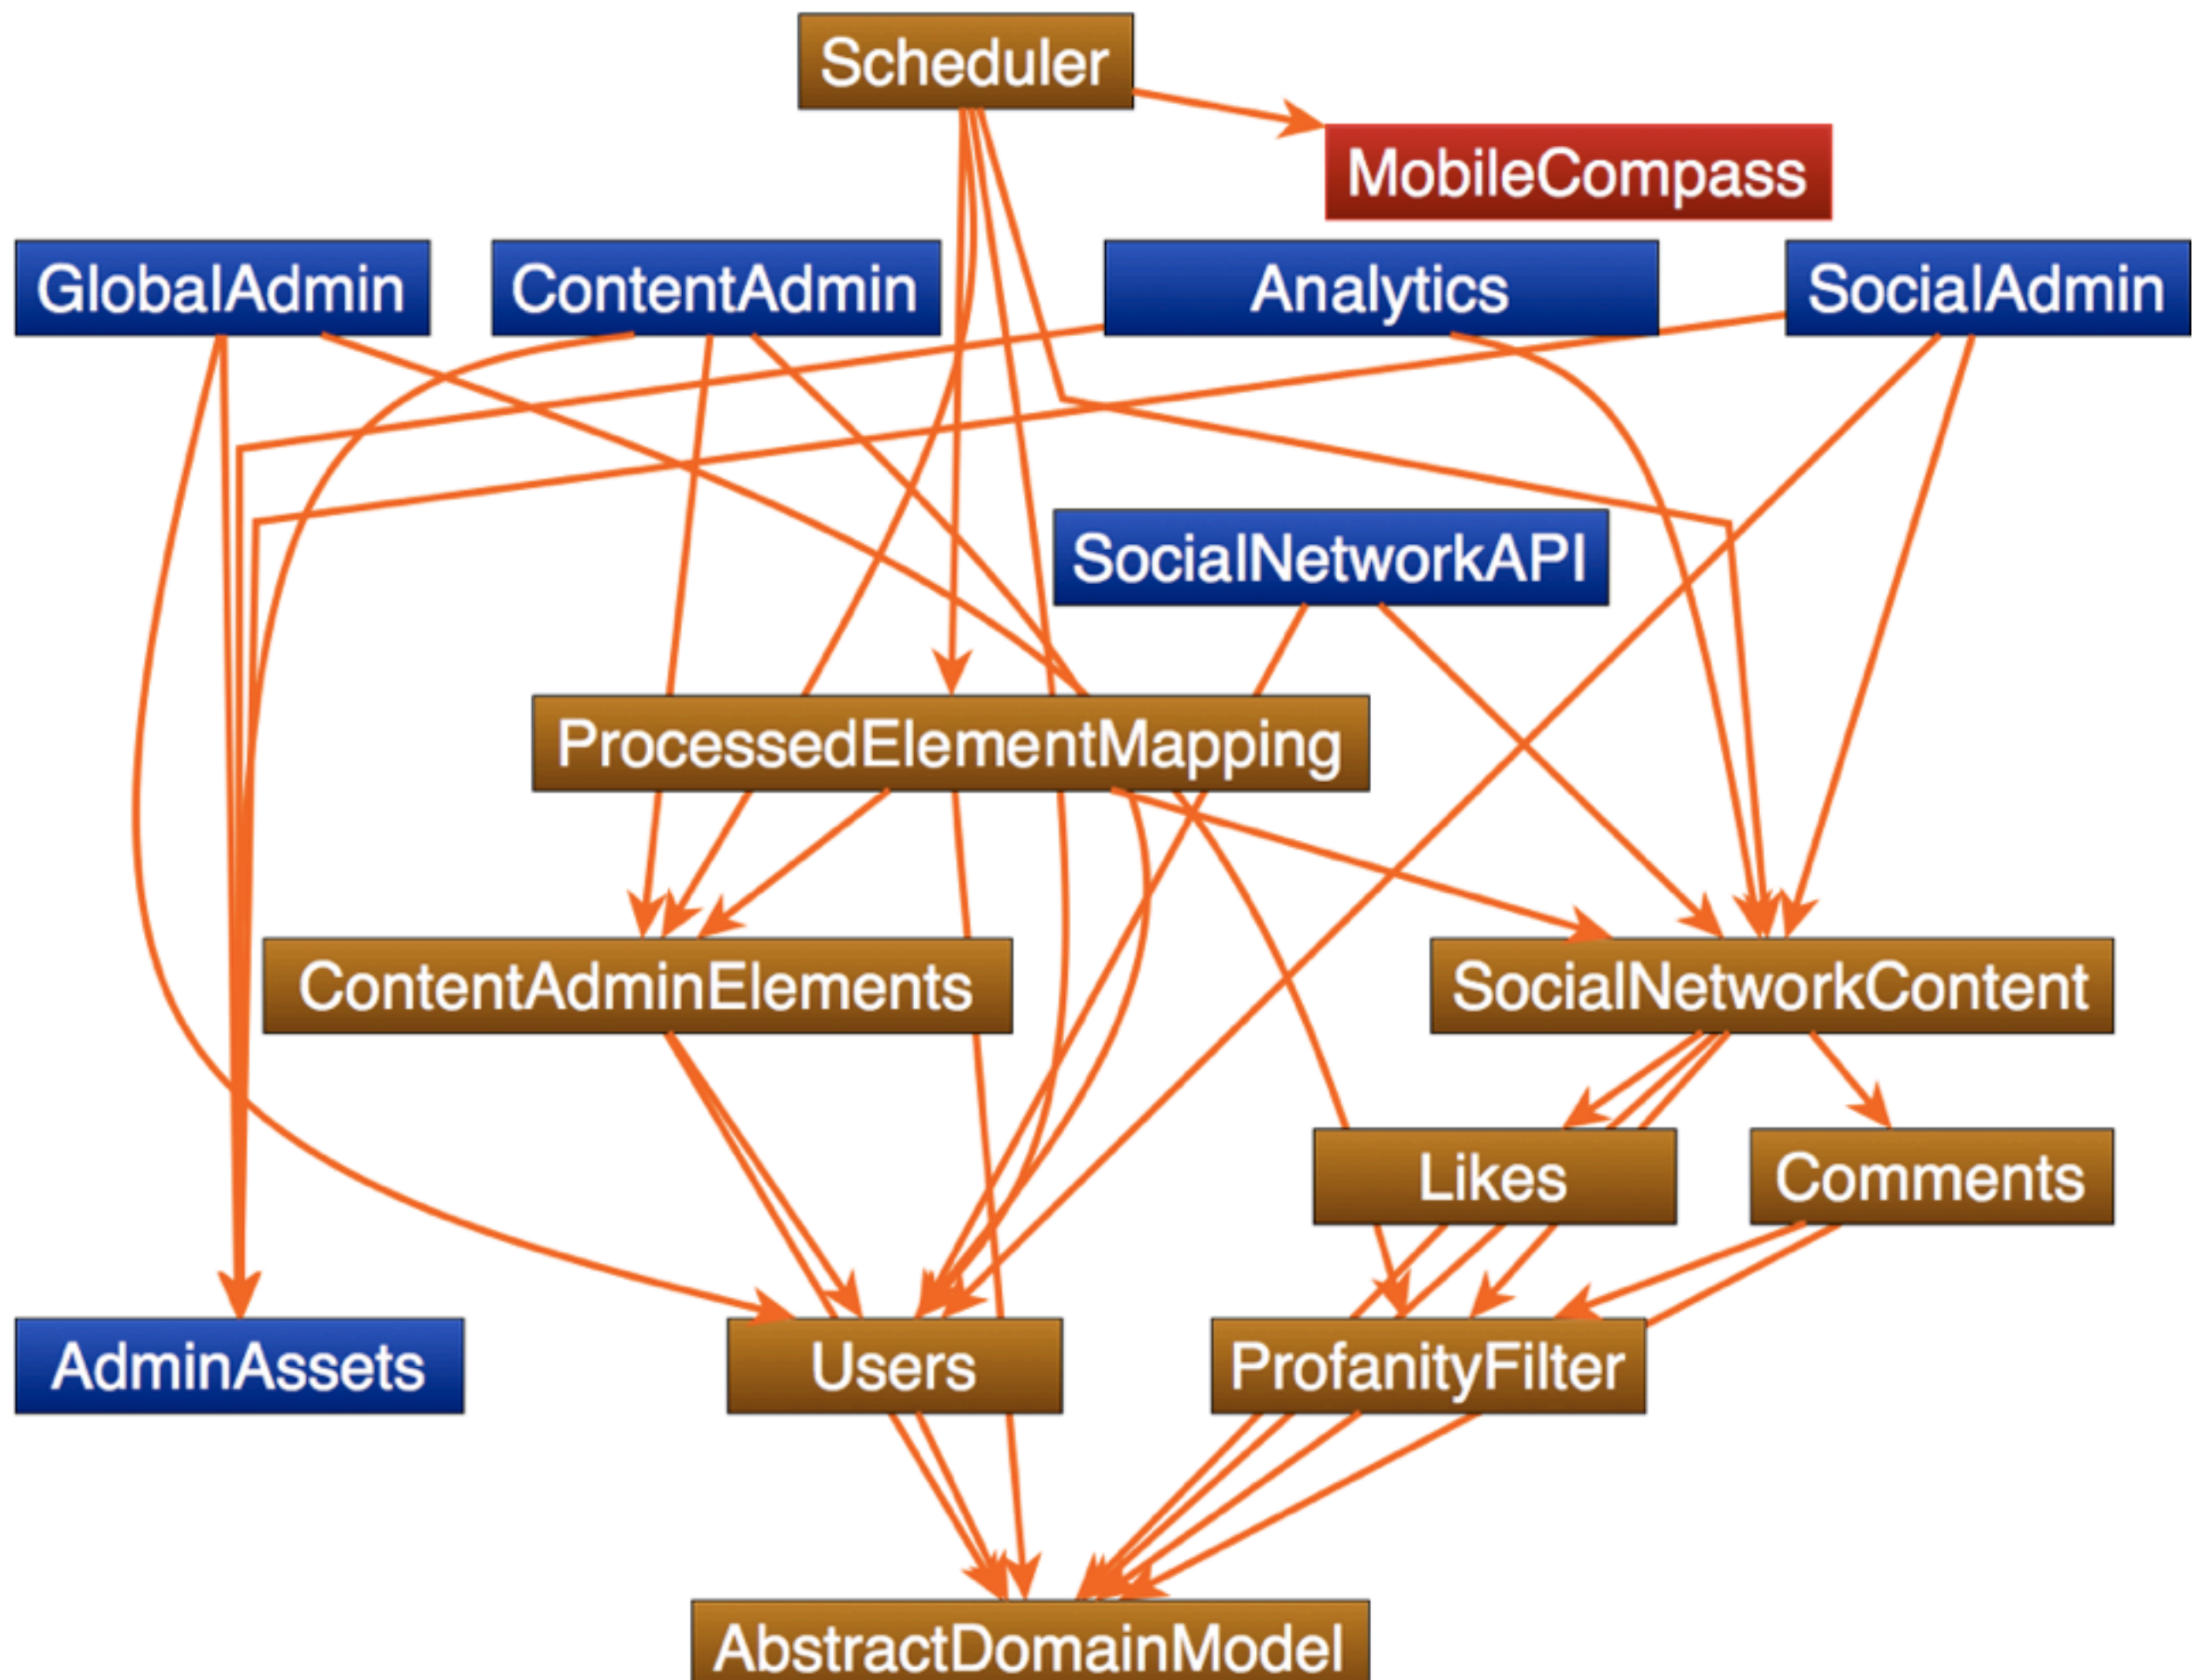 Scheduler
MobileCompass
GlobalAdmin
ContentAdmin
Analytics
SocialAdmin
SocialNetworkAPI
ProcessedElementMapping
ContentAdminElements
SocialNetworkContent
Likes
Comments
AdminAssets
Users
ProfanityFilter
AbstractDomainModel